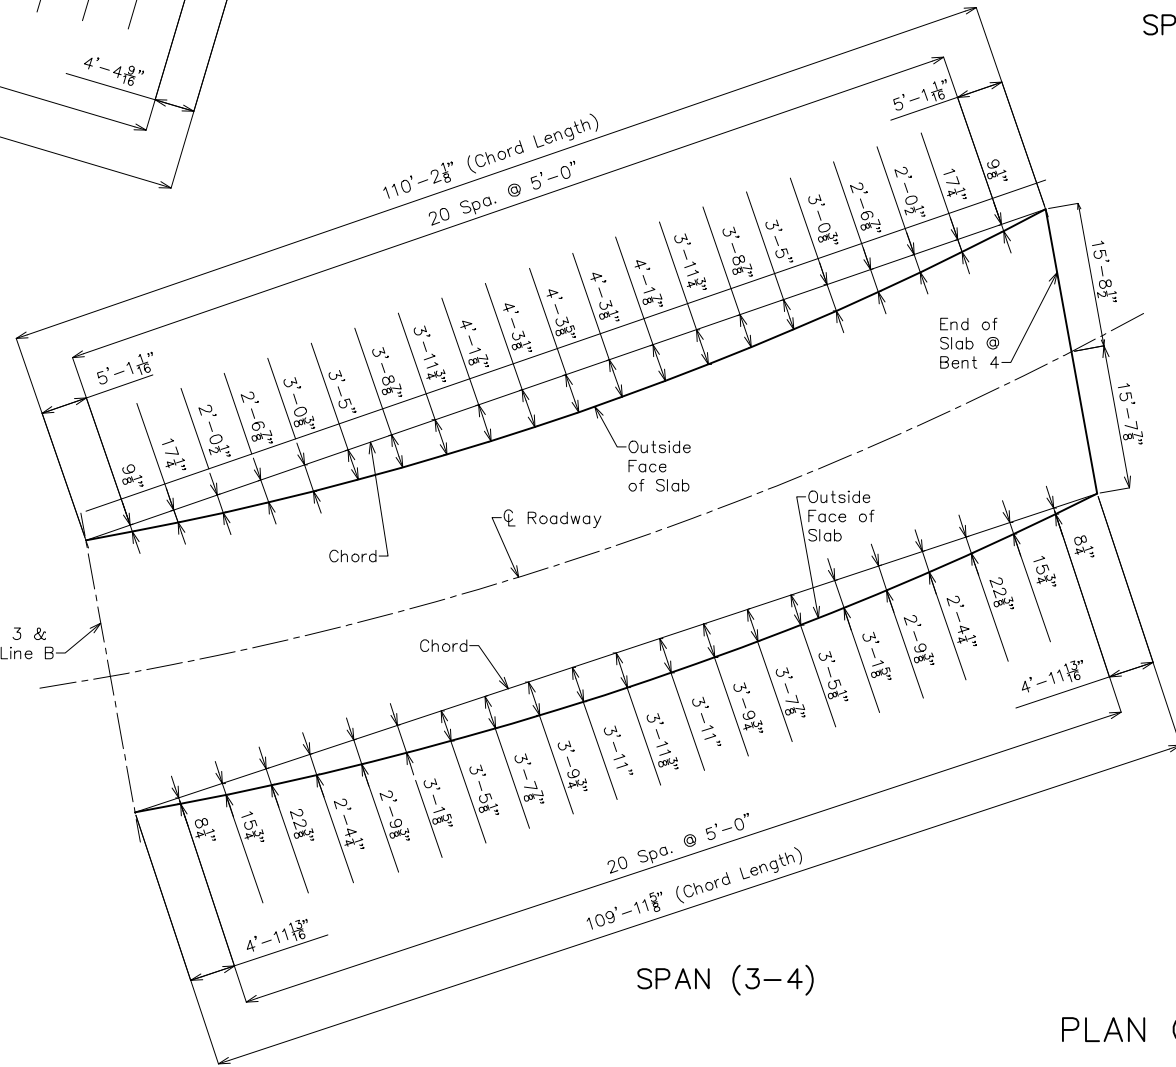 SP
4'-4 9/16"
110'-2 1/8" (Chord Length)
20 Spa. @ 5'-0"
5'-1 1/16"
5'-1 1/16"
9 1/8"
17 1/4"
2'-0 1/2"
2'-6 7/8"
3'-0 3/8"
3'-5"
3'-8 7/8"
3'-11 3/4"
4'-1 7/8"
4'-3 1/8"
4'-3 5/8"
4'-3 1/8"
4'-1 7/8"
3'-11 3/4"
3'-8 7/8"
3'-5"
3'-0 3/8"
2'-6 7/8"
2'-0 1/2"
17 1/4"
9 1/8"
15'-8 1/2"
15'-7 7/8"
End of
Slab @
Bent 4
Outside
Face
of Slab
Chord
℄ Roadway
Outside
Face of
Slab
3 &
Line B
Chord
8 1/4"
15 3/4"
22 3/8"
2'-4 1/4"
2'-9 3/8"
3'-1 5/8"
3'-5 1/8"
3'-7 7/8"
3'-9 3/4"
3'-11"
3'-11 3/8"
3'-11"
3'-9 3/4"
3'-7 7/8"
3'-5 1/8"
3'-1 5/8"
2'-9 3/8"
2'-4 1/4"
22 3/8"
15 3/4"
8 1/4"
4'-11 13/16"
4'-11 13/16"
20 Spa. @ 5'-0"
109'-11 5/8" (Chord Length)
SPAN (3-4)
PLAN